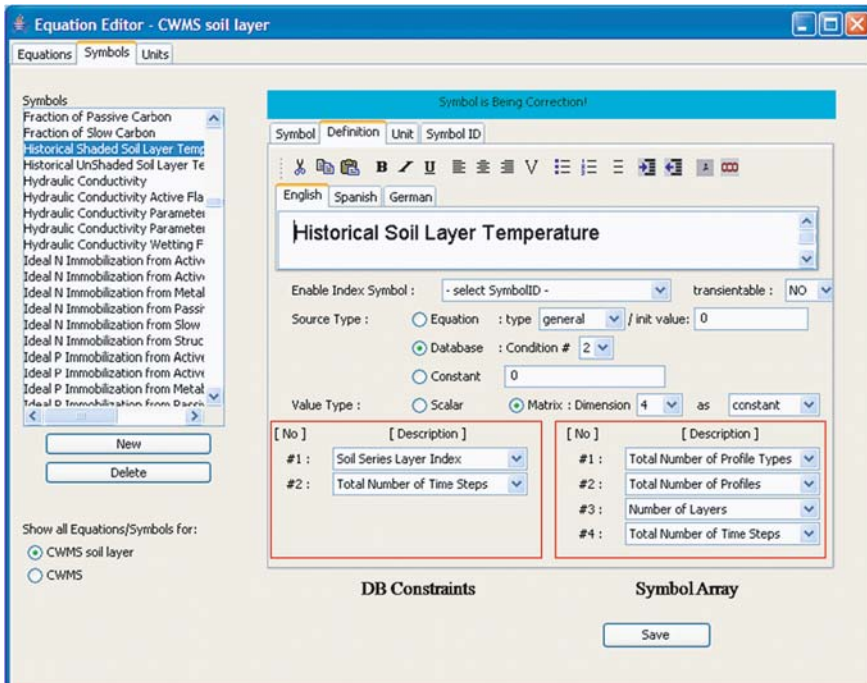 Equation Editor - CWMS soil layer
Equations Symbols Units
Symbols
Fraction of Passive Carbon
Fraction of Slow Carbon
Historical Shaded Soil Layer Temp
Historical UnShaded Soil Layer Te
Hydraulic Conductivity
Hydraulic Conductivity Active Fla
Hydraulic Conductivity Parameter
Hydraulic Conductivity Parameter
Hydraulic Conductivity Wetting F
Ideal N Immobilization from Active
Ideal N Immobilization from Active
Ideal N Immobilization from Metal
Ideal N Immobilization from Passiv
Ideal N Immobilization from Slow
Ideal N Immobilization from Struc
Ideal P Immobilization from Active
Ideal P Immobilization from Active
Ideal P Immobilization from Metal
Ideal P Immobilization from Passiv
New
Delete
Show all Equations/Symbols for:
CWMS soil layer
CWMS
Symbol is Being Correction!
Symbol Definition Unit Symbol ID
B I U
English Spanish German
Historical Soil Layer Temperature
Enable Index Symbol : - select SymbolID - transientable : NO
Source Type : Equation : type general / init value: 0
Database : Condition # 2
Constant 0
Value Type : Scalar Matrix : Dimension 4 as constant
[ No ] [ Description ]
#1 : Soil Series Layer Index
#2 : Total Number of Time Steps
[ No ] [ Description ]
#1 : Total Number of Profile Types
#2 : Total Number of Profiles
#3 : Number of Layers
#4 : Total Number of Time Steps
DB Constraints
Symbol Array
Save